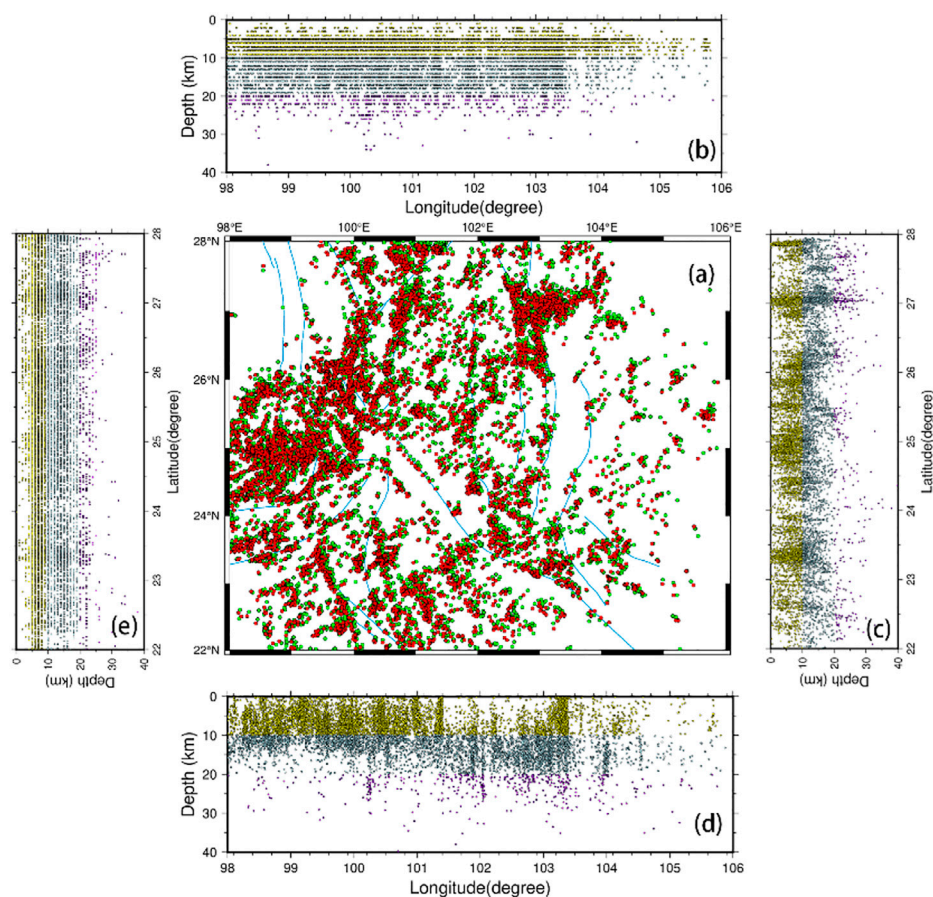 0
10
20
30
40
Depth (km)
(b)
98 99 100 101 102 103 104 105 106
Longitude(degree)
98°E 100°E 102°E 104°E 106°E
28°N
26°N
24°N
22°N
(a)
28
27
26
25
24
23
22
Latitude(degree)
(e)
0 10 20 30 40
Depth (km)
28
27
26
25
24
23
22
Latitude(degree)
(c)
0 10 20 30 40
Depth (km)
0
10
20
30
40
Depth (km)
(d)
98 99 100 101 102 103 104 105 106
Longitude(degree)